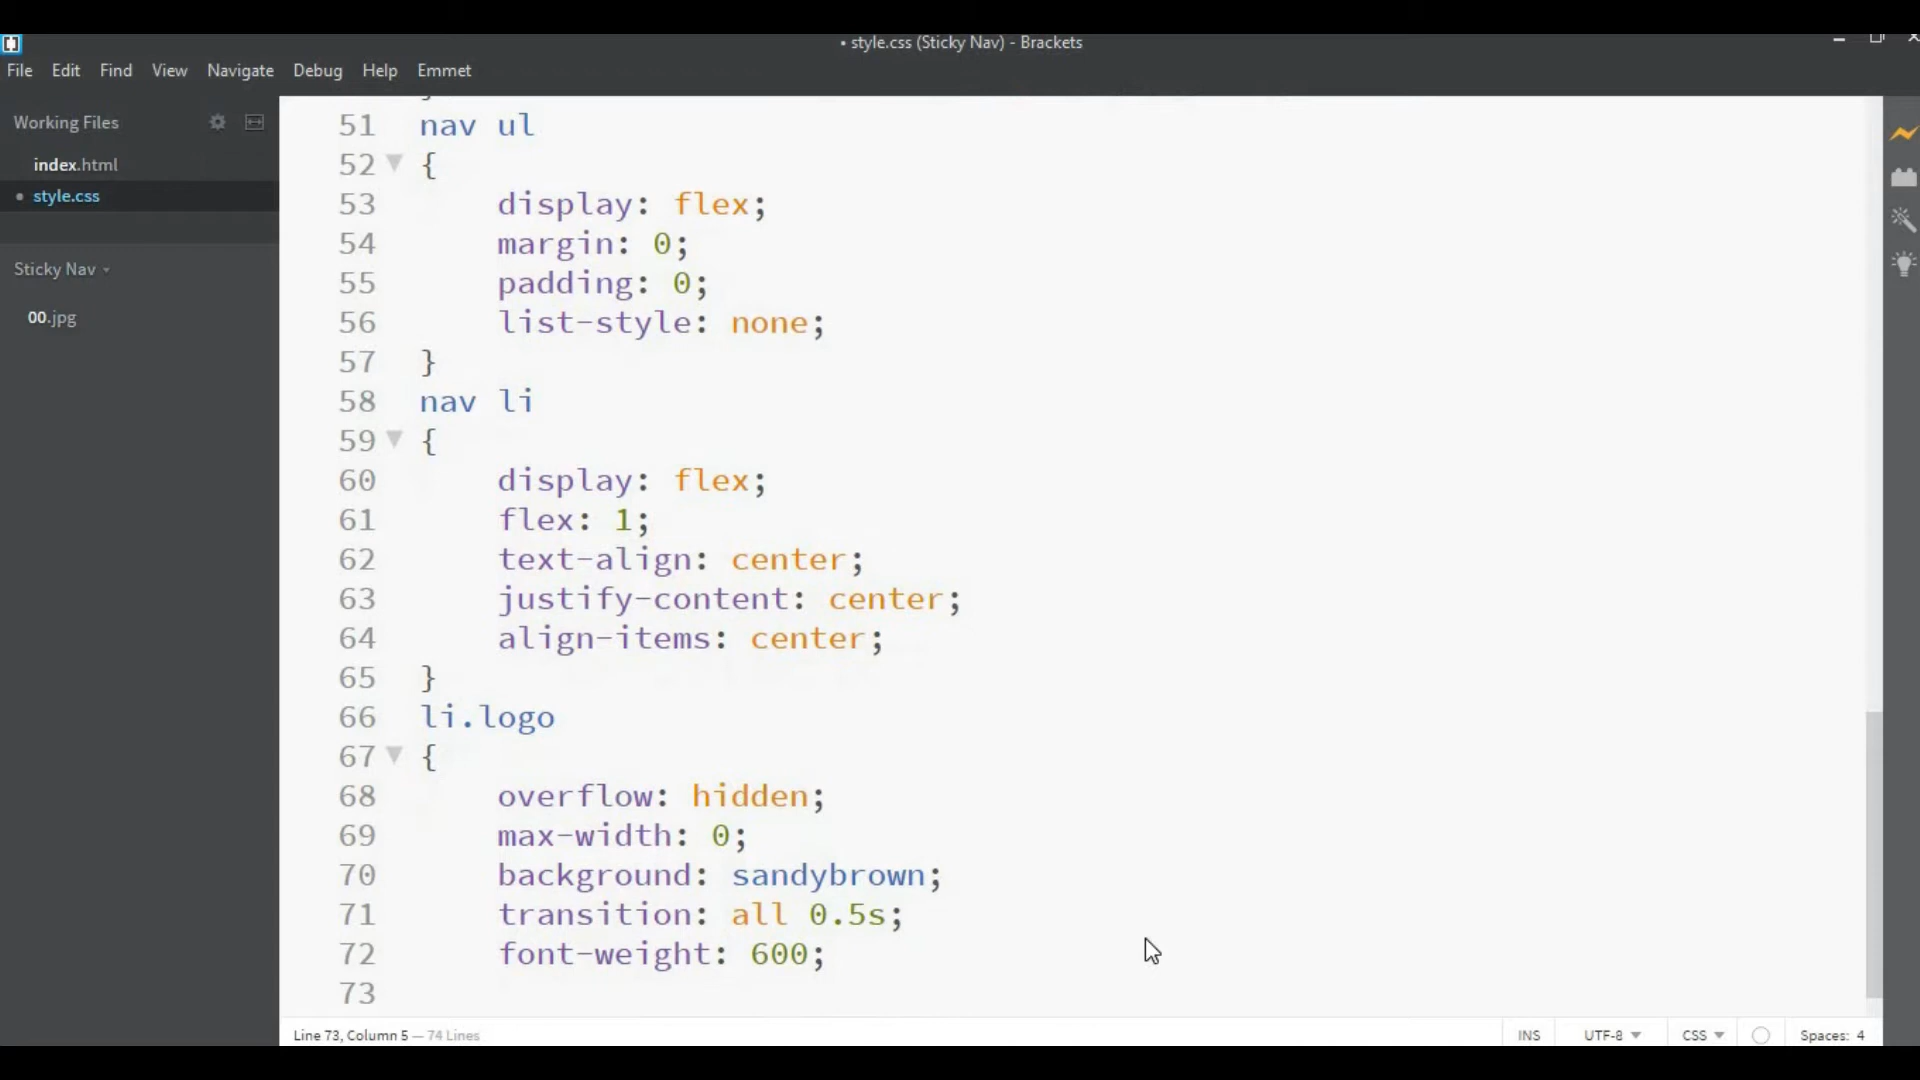 • style.css (Sticky Nav) - Brackets
File Edit Find View Navigate Debug Help Emmet
Working Files
index.html
• style.css
Sticky Nav
00.jpg
51 nav ul
52 {
53 display: flex;
54 margin: 0;
55 padding: 0;
56 list-style: none;
57 }
58 nav li
59 {
60 display: flex;
61 flex: 1;
62 text-align: center;
63 justify-content: center;
64 align-items: center;
65 }
66 li.logo
67 {
68 overflow: hidden;
69 max-width: 0;
70 background: sandybrown;
71 transition: all 0.5s;
72 font-weight: 600;
73
Line 73, Column 5 — 74 Lines
INS UTF-8 CSS Spaces: 4